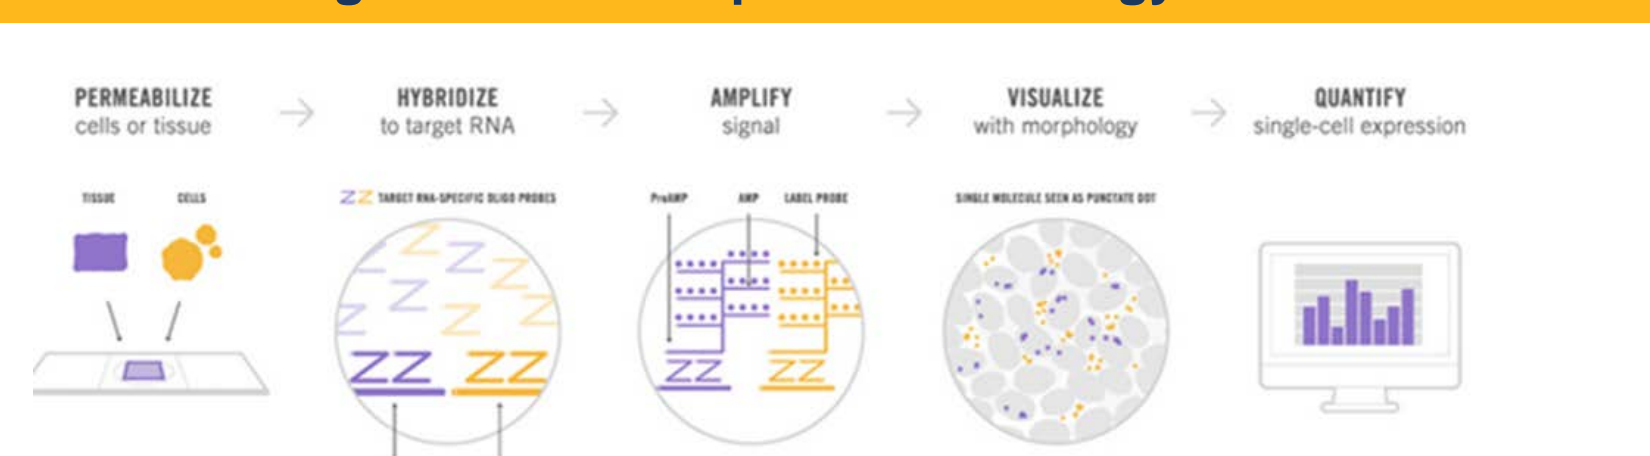 PERMEABILIZE
cells or tissue
HYBRIDIZE
to target RNA
AMPLIFY
signal
VISUALIZE
with morphology
QUANTIFY
single-cell expression
TISSUE
CELLS
ZZ TARGET RNA-SPECIFIC OLIGO PROBES
PreAMP
AMP
LABEL PROBE
SINGLE MOLECULE SEEN AS PUNCTATE DOT